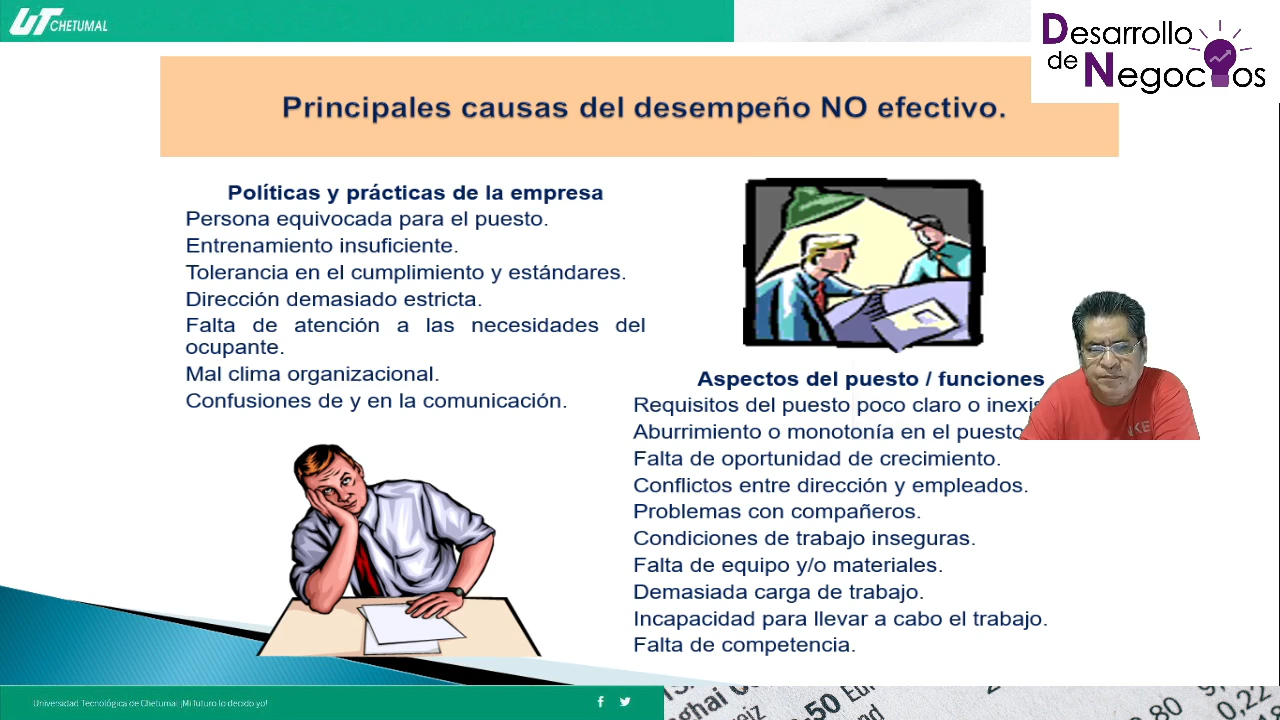 UT CHETUMAL
Desarrollo
de Negocios
Principales causas del desempeño NO efectivo.
Políticas y prácticas de la empresa
Persona equivocada para el puesto.
Entrenamiento insuficiente.
Tolerancia en el cumplimiento y estándares.
Dirección demasiado estricta.
Falta de atención a las necesidades del
ocupante.
Mal clima organizacional.
Confusiones de y en la comunicación.
Aspectos del puesto / funciones
Requisitos del puesto poco claro o
Aburrimiento o monotonía en el puesto
Falta de oportunidad de crecimiento.
Conflictos entre dirección y empleados.
Problemas con compañeros.
Condiciones de trabajo inseguras.
Falta de equipo y/o materiales.
Demasiada carga de trabajo.
Incapacidad para llevar a cabo el trabajo.
Falta de competencia.
Universidad Tecnológica de Chetumal ¡Mi futuro lo decido yo!